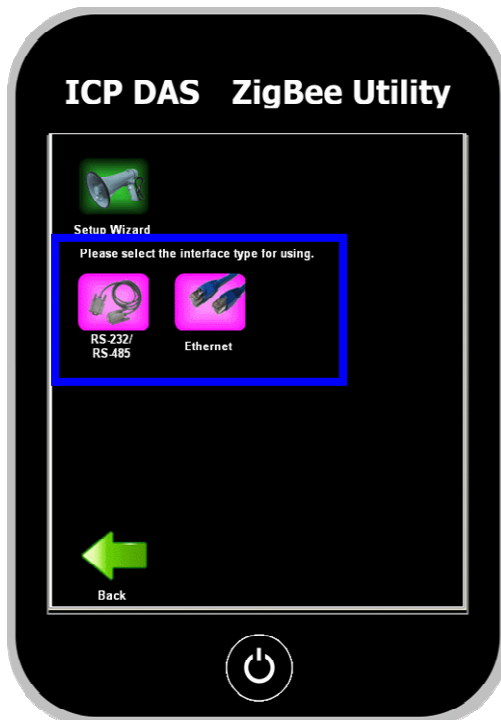 ICP DAS ZigBee Utility
Setup Wizard
Please select the interface type for using.
RS-232/
RS-485
Ethernet
Back